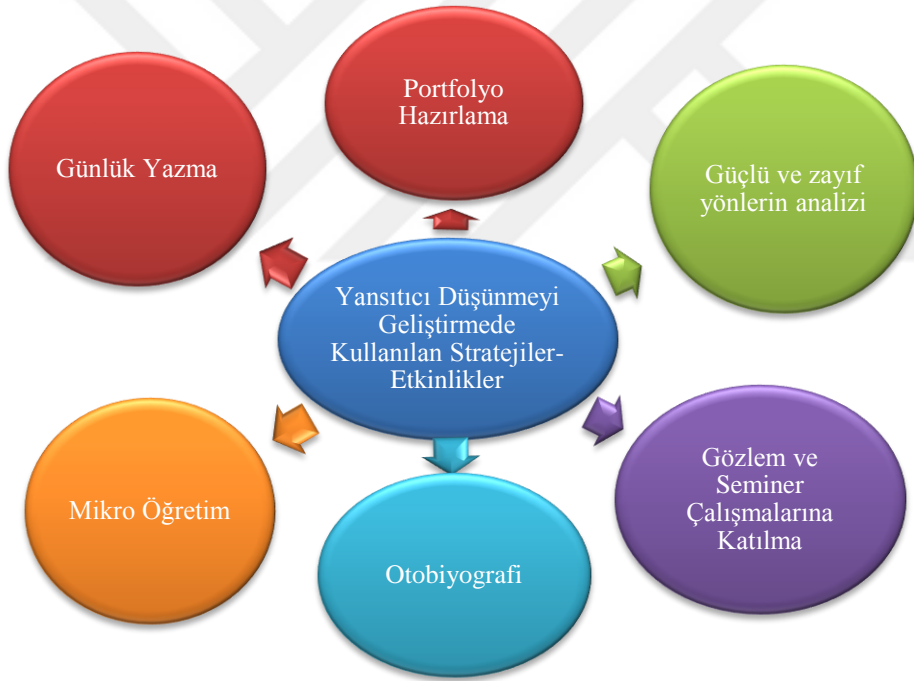 Portfolyo
Hazırlama
Günlük Yazma
Güçlü ve zayıf
yönlerin analizi
Yansıtıcı Düşünmeyi
Geliştirmede
Kullanılan Stratejiler-
Etkinlikler
Mikro Öğretim
Gözlem ve
Seminer
Çalışmalarına
Katılma
Otobiyografi